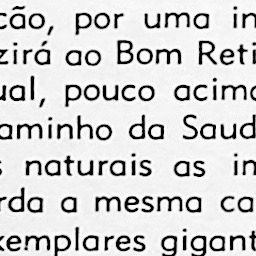 ção, por uma in
zirá ao Bom Reti
ual, pouco acima
aminho da Saud
s naturais as in
rda a mesma ca
xemplares gigant